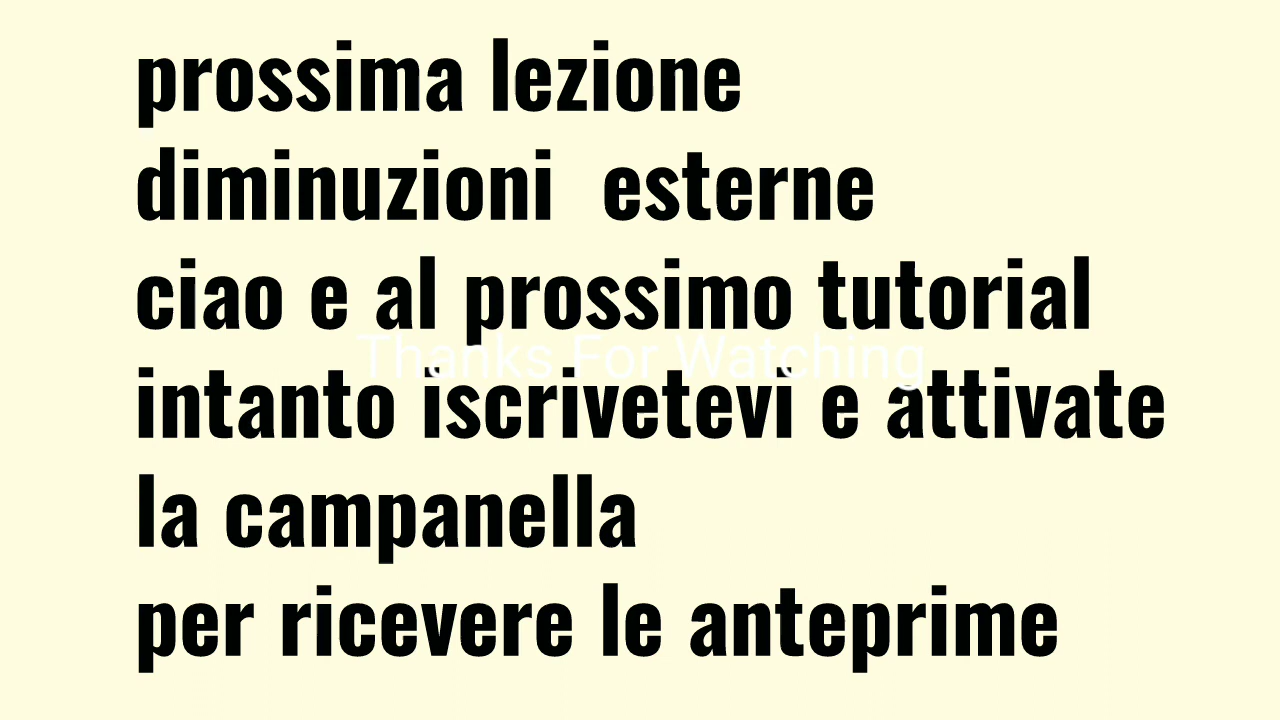 prossima lezione
diminuzioni  esterne
ciao e al prossimo tutorial
Thanks For Watching
intanto iscrivetevi e attivate
la campanella
per ricevere le anteprime